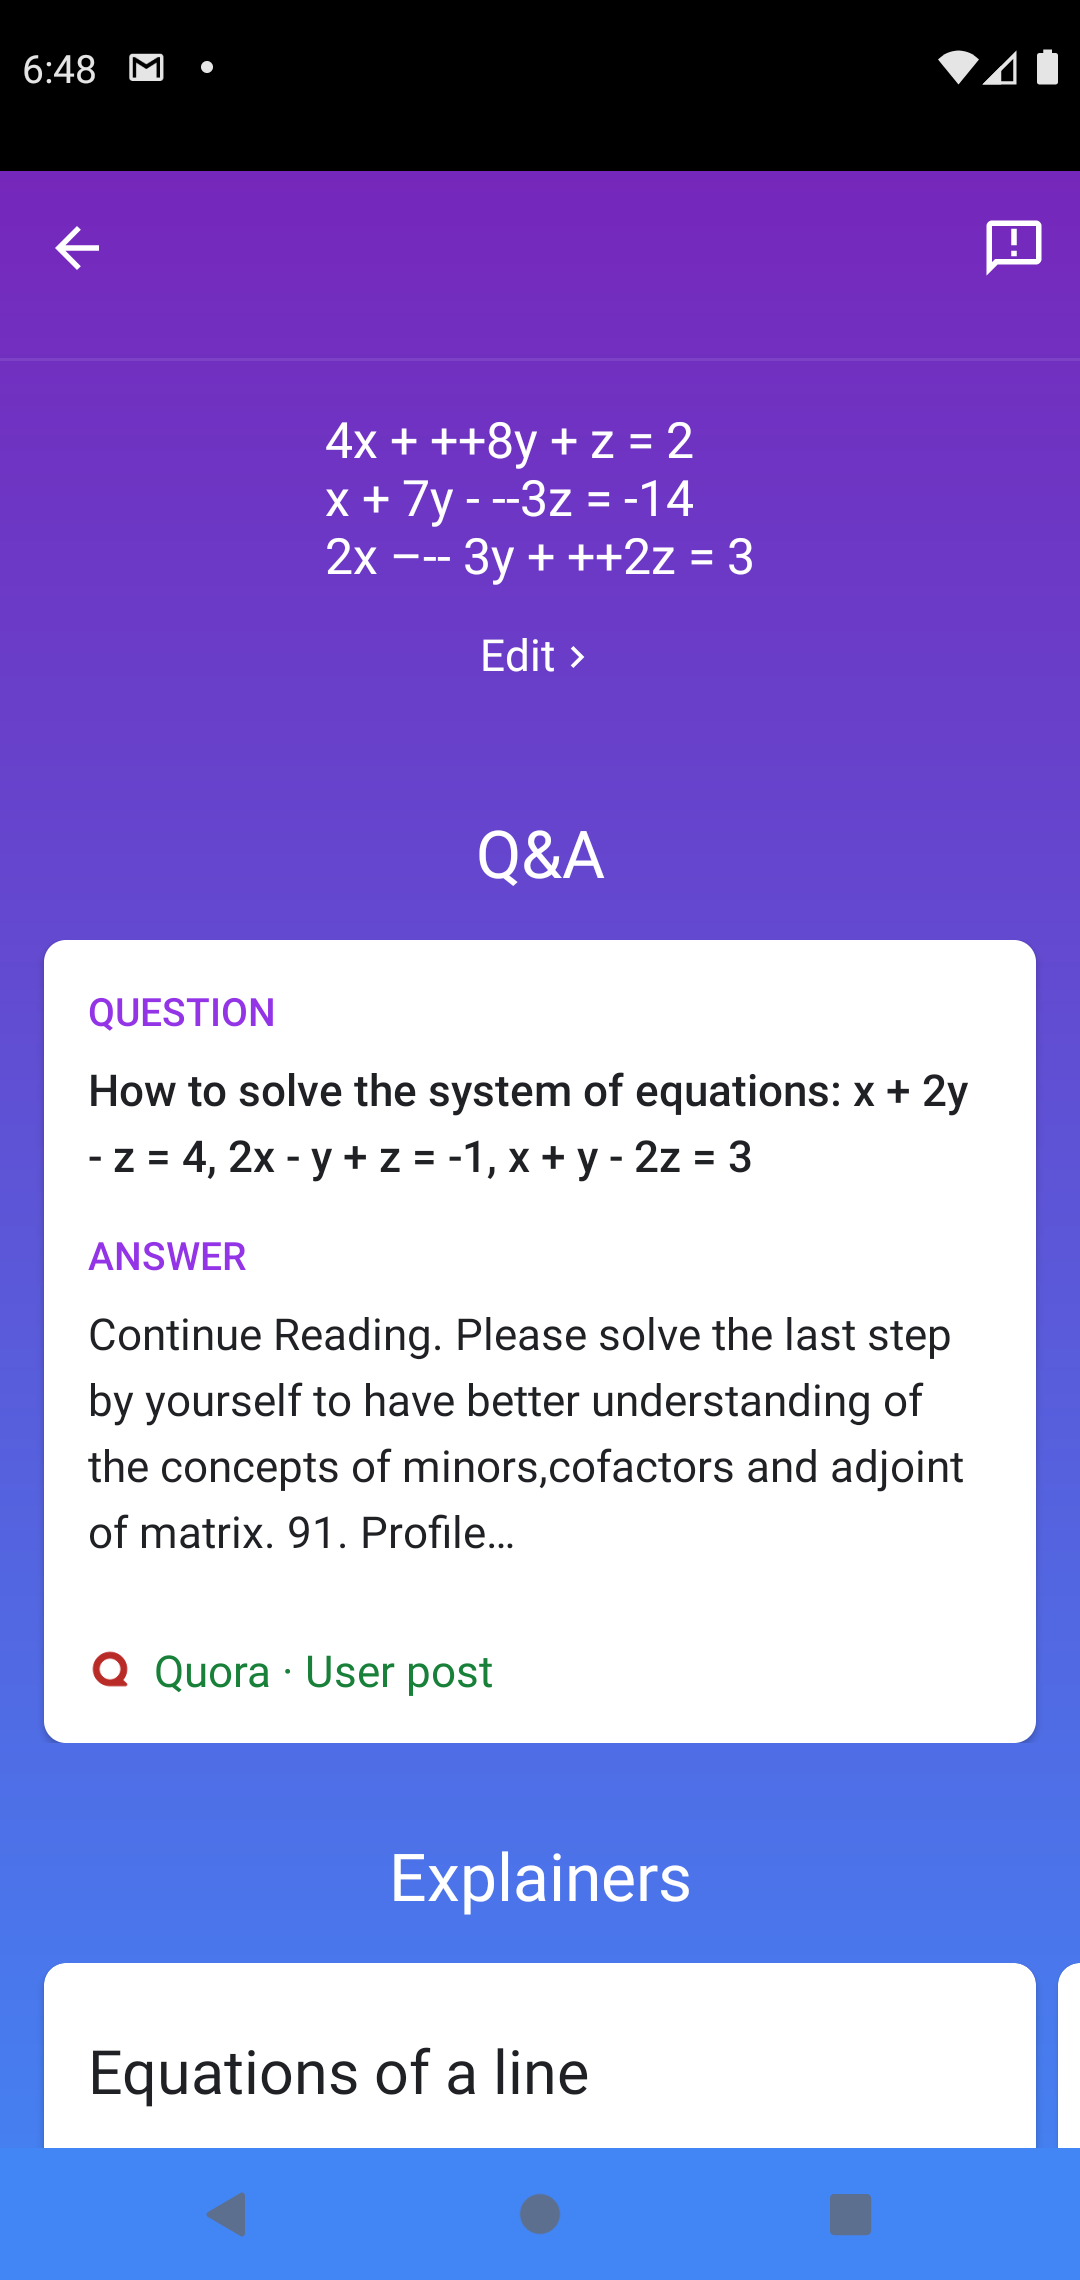 6:48
4x + ++8y + z = 2
x + 7y - --3z = -14
2x –-- 3y + ++2z = 3
Edit
Q&A
QUESTION
How to solve the system of equations: x + 2y
- z = 4, 2x - y + z = -1, x + y - 2z = 3
ANSWER
Continue Reading. Please solve the last step
by yourself to have better understanding of
the concepts of minors,cofactors and adjoint
of matrix. 91. Profile...
Quora · User post
Explainers
Equations of a line